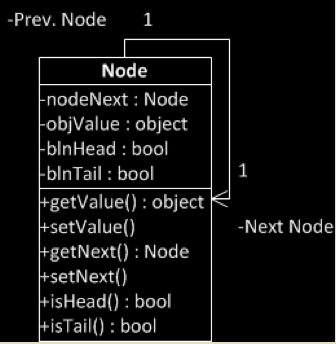 -Prev. Node 1
Node
-nodeNext : Node
-objValue : object
-blnHead : bool
-blnTail : bool
1
+getValue() : object
+setValue()
-Next Node
+getNext() : Node
+setNext()
+isHead() : bool
+isTail() : bool